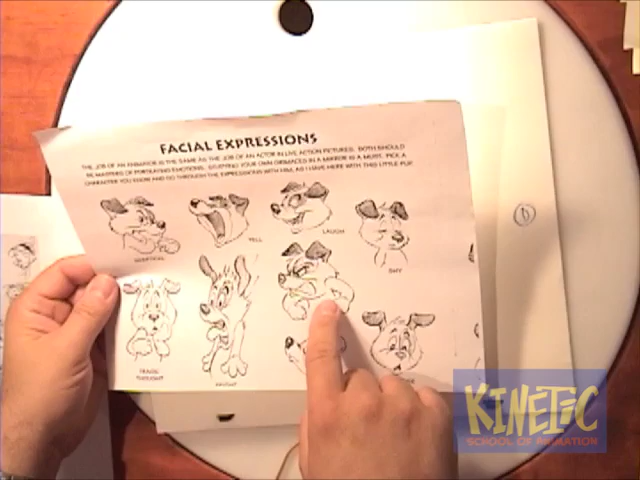 FACIAL EXPRESSIONS
THE JOB OF AN ANIMATOR IS THE SAME AS THE JOB OF AN ACTOR IN LIVE ACTION PICTURES. BOTH SHOULD
BE MASTERS OF PORTRAYING EMOTIONS. STUDYING YOUR OWN GRIMACES IN A MIRROR IS A MUST. PICK A
CHARACTER YOU KNOW AND GO THROUGH THE EXPRESSIONS WITH HIM, AS I HAVE HERE WITH THIS LITTLE PUP.
SKEPTICAL
YELL
LAUGH
SHY
THOUGHT
KINETIC
SCHOOL OF ANIMATION